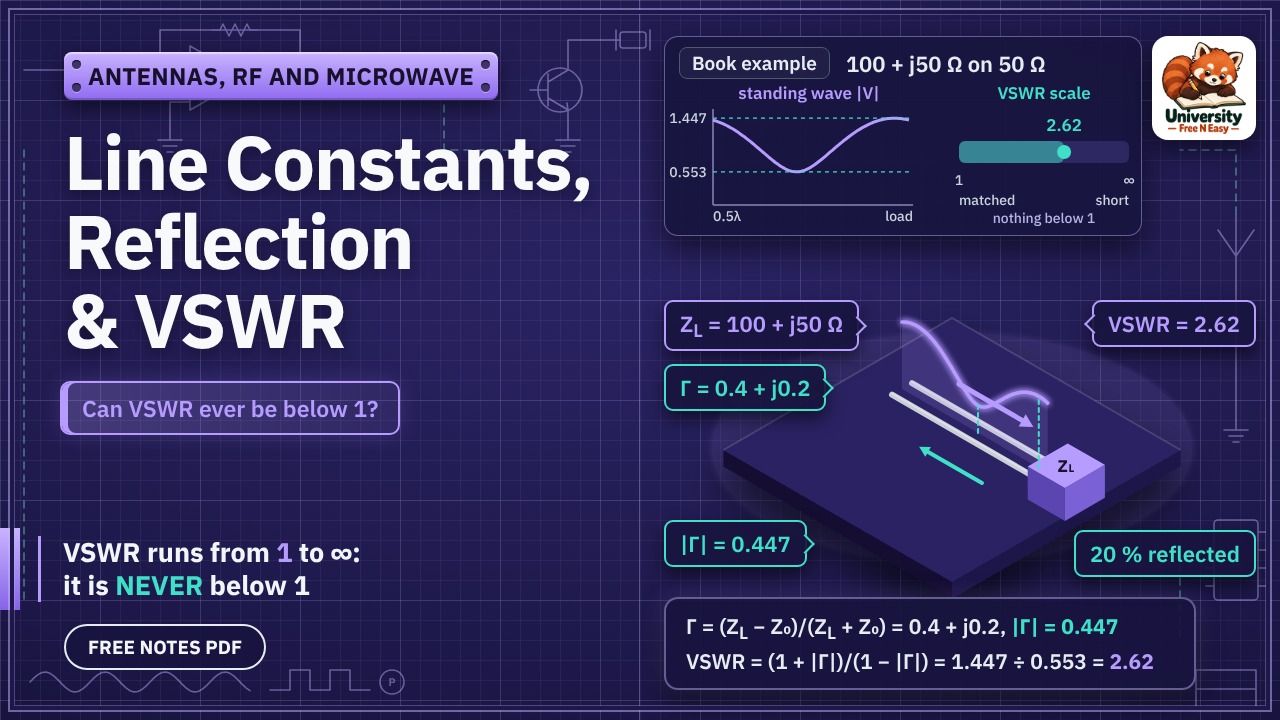 ANTENNAS, RF AND MICROWAVE
Line Constants,
Reflection
& VSWR
Can VSWR ever be below 1?
VSWR runs from 1 to ∞:
it is NEVER below 1
FREE NOTES PDF
P
Book example
100 + j50 Ω on 50 Ω
standing wave |V|
1.447
0.553
0.5λ
load
VSWR scale
2.62
1
∞
matched
short
nothing below 1
University
Free N Easy
Z_L = 100 + j50 Ω
VSWR = 2.62
Γ = 0.4 + j0.2
ZL
|Γ| = 0.447
20 % reflected
Γ = (Z_L − Z₀)/(Z_L + Z₀) = 0.4 + j0.2, |Γ| = 0.447
VSWR = (1 + |Γ|)/(1 − |Γ|) = 1.447 ÷ 0.553 = 2.62